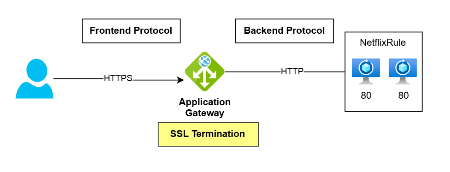 Frontend Protocol
Backend Protocol
NetflixRule
HTTPS
HTTP
80 80
Application
Gateway
SSL Termination